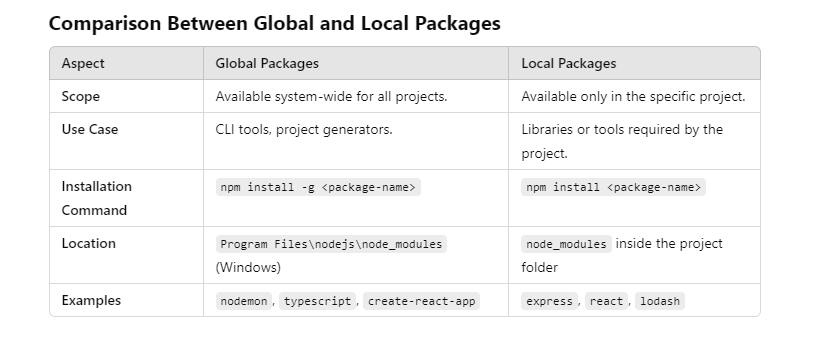 Comparison Between Global and Local Packages
Aspect Global Packages Local Packages
Scope Available system-wide for all projects. Available only in the specific project.
Use Case CLI tools, project generators. Libraries or tools required by the
project.
Installation npm install -g <package-name> npm install <package-name>
Command
Location Program Files\nodejs\node_modules node_modules inside the project
(Windows) folder
Examples nodemon, typescript, create-react-app express, react, lodash